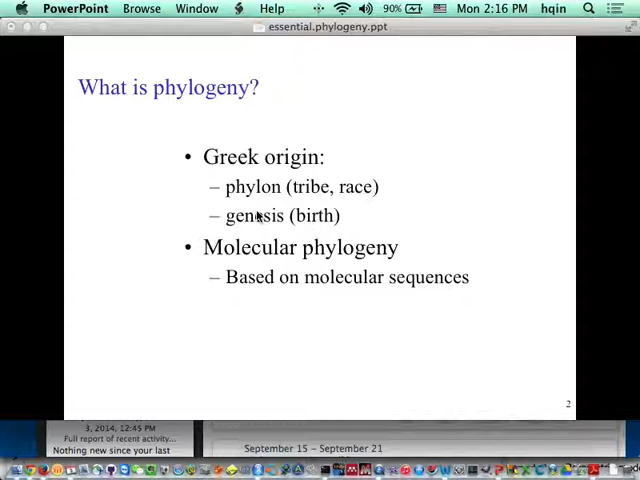 PowerPoint Browse Help 90% Mon 2:16 PM hqin
essential.phylogeny.ppt
What is phylogeny?
• Greek origin:
– phylon (tribe, race)
– genesis (birth)
• Molecular phylogeny
– Based on molecular sequences
2
3, 2014, 12:45 PM
Full report of recent activity...
Nothing new since your last
September 15 – September 21